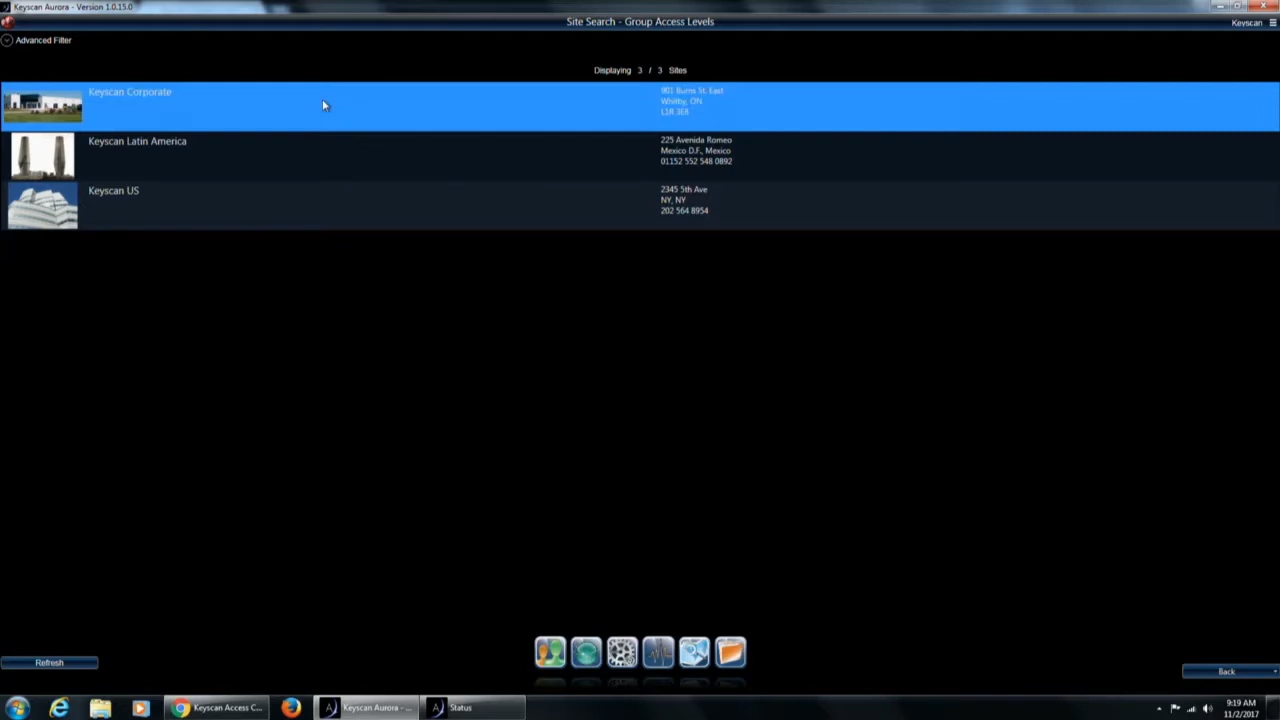 Keyscan Aurora - Version 1.0.15.0
Site Search - Group Access Levels
Keyscan
Advanced Filter
Displaying 3 / 3 Sites
Keyscan Corporate
901 Burns St. East
Whitby, ON
L1R 3E8
Keyscan Latin America
225 Avenida Romeo
Mexico D.F., Mexico
01152 552 548 0892
Keyscan US
2345 5th Ave
NY, NY
202 564 8954
Refresh
Back
Keyscan Access C...
Keyscan Aurora - ...
Status
9:19 AM
11/2/2017